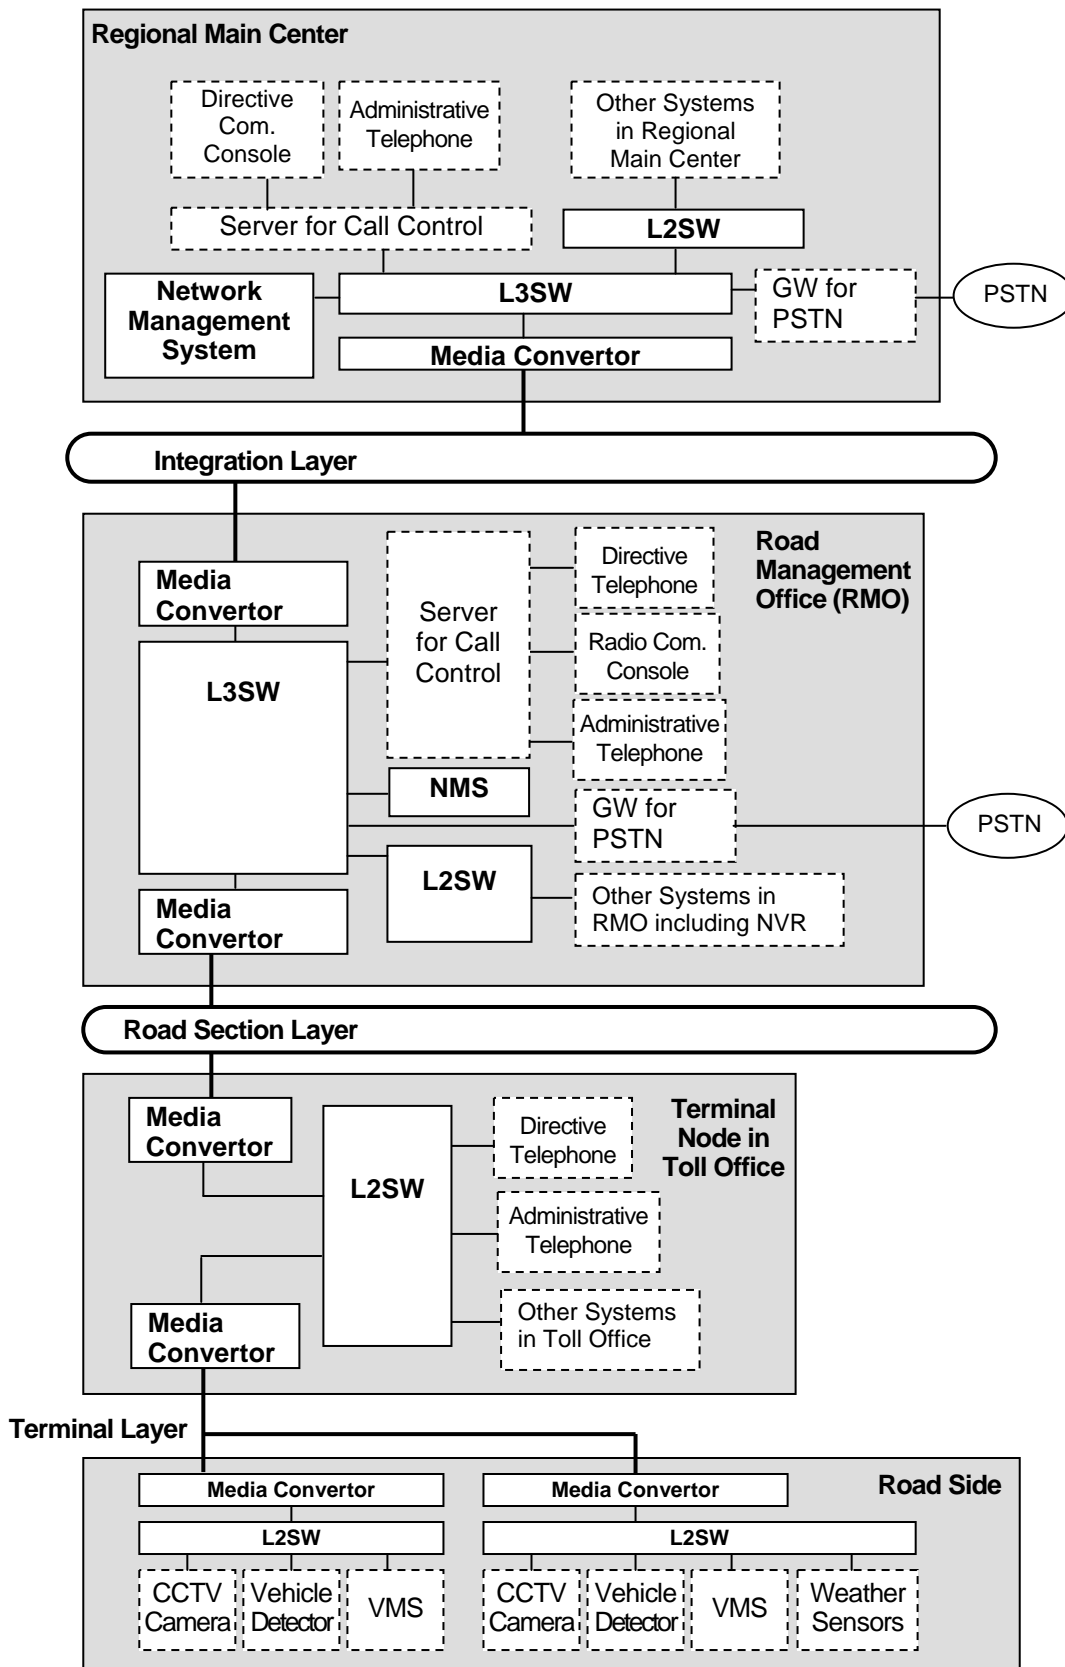 Regional Main Center
Directive
Com.
Console
Administrative
Telephone
Other Systems
in Regional
Main Center
Server for Call Control
L2SW
Network
Management
System
L3SW
GW for
PSTN
PSTN
Media Convertor
Integration Layer
Road
Management
Office (RMO)
Media
Convertor
Server
for Call
Control
Directive
Telephone
Radio Com.
Console
Administrative
Telephone
L3SW
NMS
GW for
PSTN
PSTN
L2SW
Other Systems in
RMO including NVR
Media
Convertor
Road Section Layer
Terminal
Node in
Toll Office
Media
Convertor
L2SW
Directive
Telephone
Administrative
Telephone
Other Systems
in Toll Office
Media
Convertor
Terminal Layer
Road Side
Media Convertor
Media Convertor
L2SW
L2SW
CCTV
Camera
Vehicle
Detector
VMS
CCTV
Camera
Vehicle
Detector
VMS
Weather
Sensors